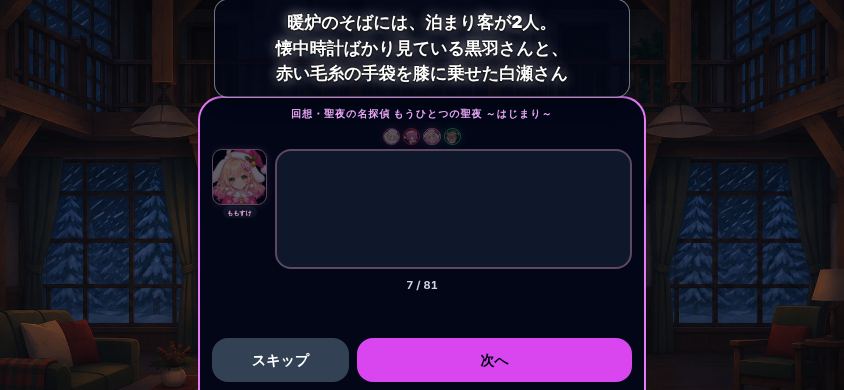 暖炉のそばには、泊まり客が2人。
懐中時計ばかり見ている黒羽さんと、
赤い毛糸の手袋を膝に乗せた白瀬さん
回想・聖夜の名探偵 もうひとつの聖夜 ～はじまり～
ももすけ
7 / 81
スキップ
次へ